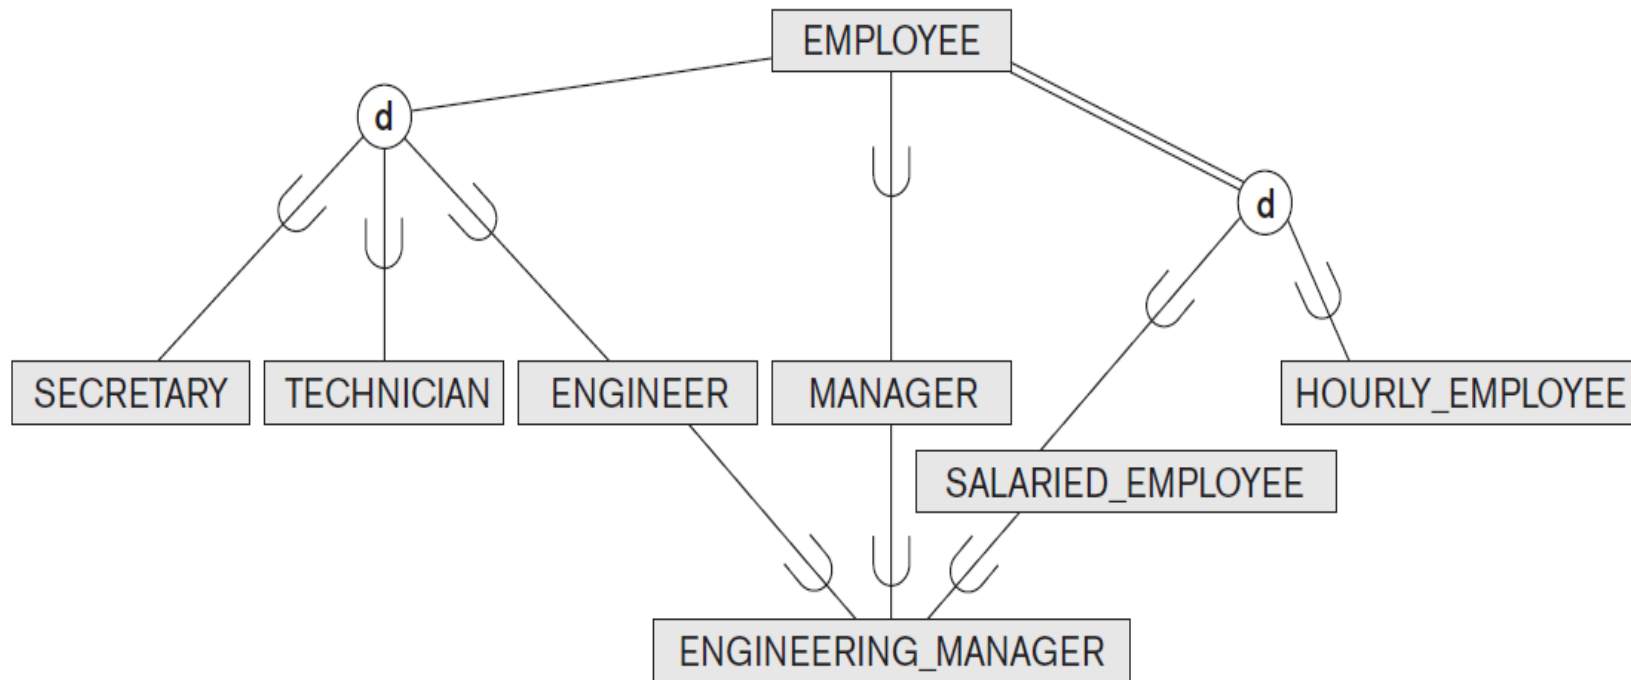 EMPLOYEE
d
d
SECRETARY
TECHNICIAN
ENGINEER
MANAGER
HOURLY_EMPLOYEE
SALARIED_EMPLOYEE
ENGINEERING_MANAGER